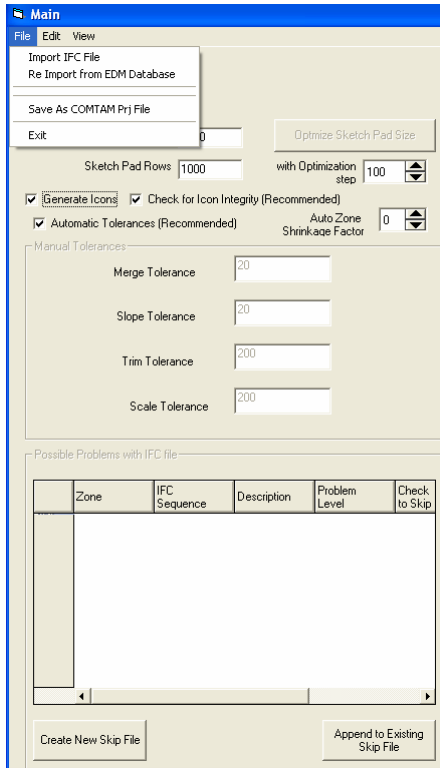 Main
File Edit View
Import IFC File
Re Import from EDM Database
Save As COMTAM Prj File
Exit
0
Optmize Sketch Pad Size
Sketch Pad Rows 1000 with Optimization step 100
Generate Icons Check for Icon Integrity (Recommended)
Automatic Tolerances (Recommended) Auto Zone Shrinkage Factor 0
Manual Tolerances
Merge Tolerance 20
Slope Tolerance 20
Trim Tolerance 200
Scale Tolerance 200
Possible Problems with IFC file
Zone IFC Sequence Description Problem Level Check to Skip
Create New Skip File Append to Existing Skip File